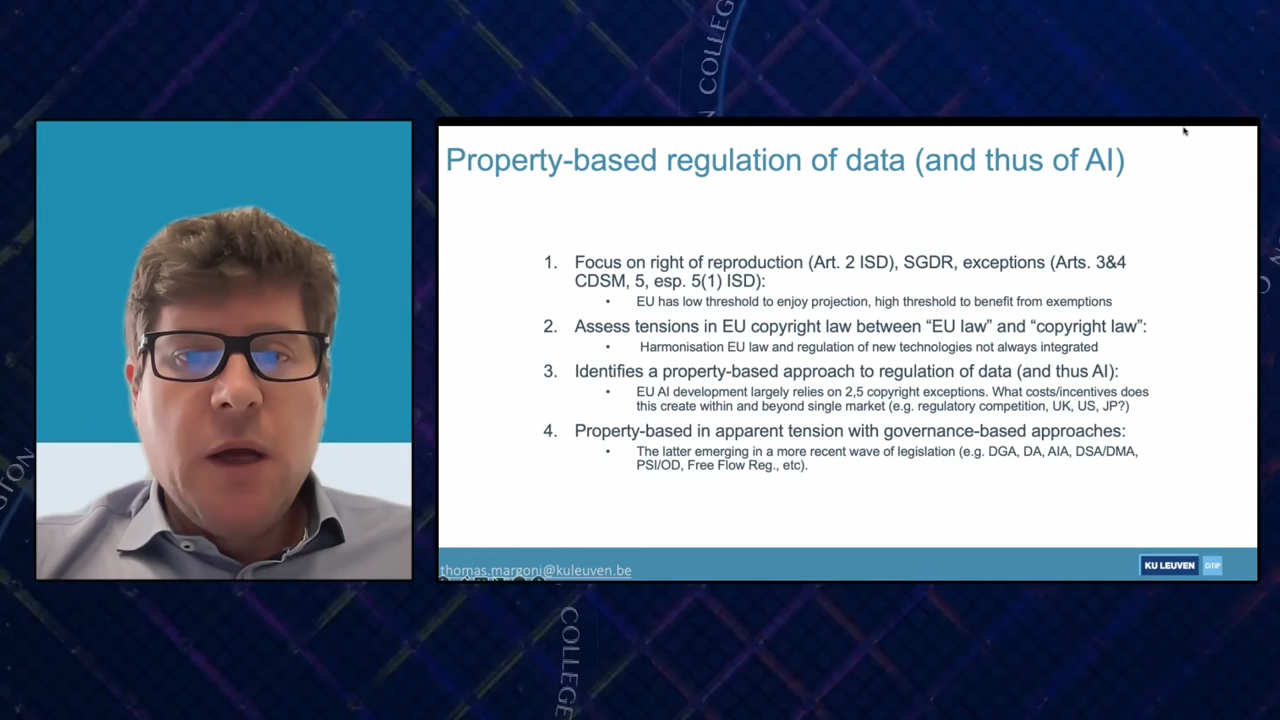 N COLLEG
Property-based regulation of data (and thus of AI)
1. Focus on right of reproduction (Art. 2 ISD), SGDR, exceptions (Arts. 3&4
CDSM, 5, esp. 5(1) ISD):
• EU has low threshold to enjoy projection, high threshold to benefit from exemptions
2. Assess tensions in EU copyright law between “EU law” and “copyright law”:
• Harmonisation EU law and regulation of new technologies not always integrated
3. Identifies a property-based approach to regulation of data (and thus AI):
• EU AI development largely relies on 2,5 copyright exceptions. What costs/incentives does
this create within and beyond single market (e.g. regulatory competition, UK, US, JP?)
4. Property-based in apparent tension with governance-based approaches:
• The latter emerging in a more recent wave of legislation (e.g. DGA, DA, AIA, DSA/DMA,
PSI/OD, Free Flow Reg., etc).
thomas.margoni@kuleuven.be
KU LEUVEN
CiTiP
GTON
COLLEGE